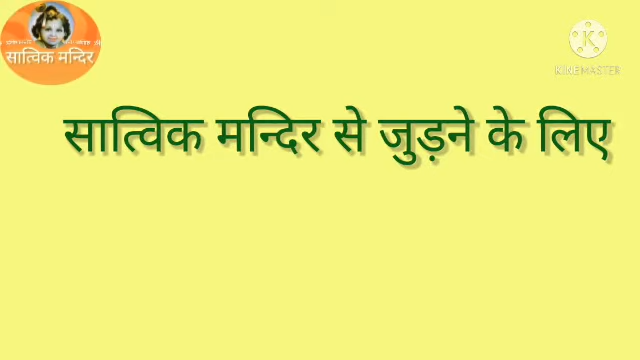 सात्विक मन्दिर
KINEMASTER
सात्विक मन्दिर से जुड़ने के लिए